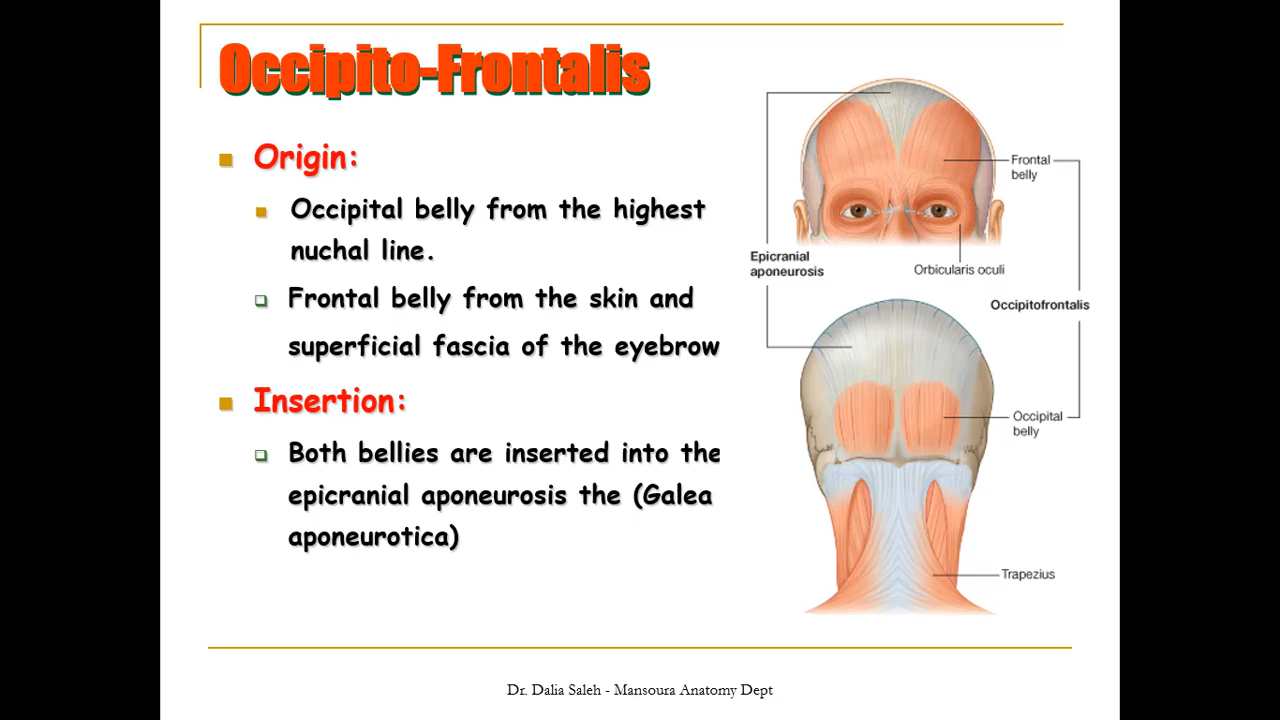 Occipito-Frontalis
Origin:
Occipital belly from the highest
nuchal line.
Frontal belly from the skin and
superficial fascia of the eyebrow
Insertion:
Both bellies are inserted into the
epicranial aponeurosis the (Galea
aponeurotica)
Frontal
belly
Epicranial
aponeurosis
Orbicularis oculi
Occipitofrontalis
Occipital
belly
Trapezius
Dr. Dalia Saleh - Mansoura Anatomy Dept